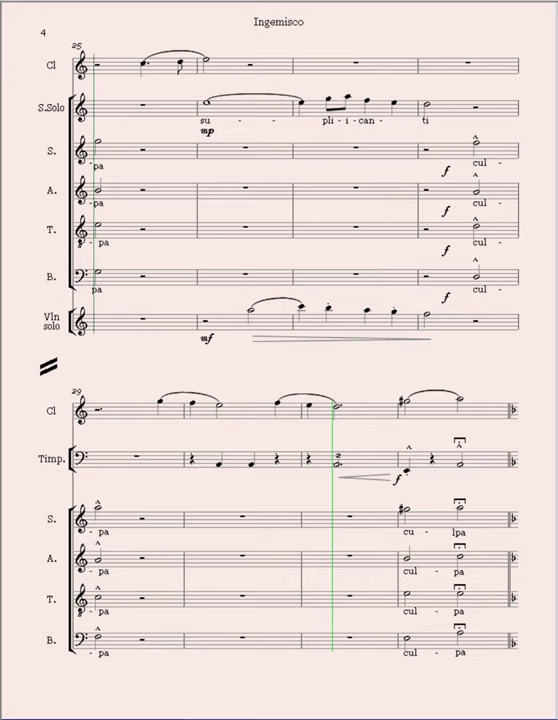 Ingemisco
4
25
Cl
S.Solo
su - - pli - i - can - ti
mp
S.
- pa cul -
f
A.
- pa cul -
f
T.
- pa cul -
f
B.
pa cul -
f
Vln
solo
mf
29
Cl
Timp.
f
S.
- pa cu - lpa
A.
- pa cul - pa
T.
- pa cul - pa
B.
- pa cul - pa